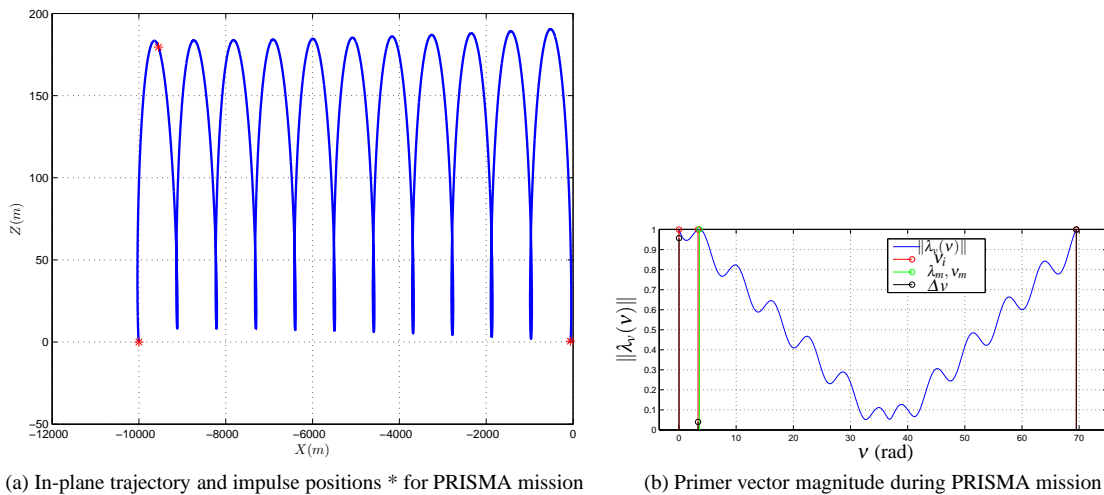 200
150
100
50
0
−50
Z(m)
−12000 −10000 −8000 −6000 −4000 −2000 0
X(m)
(a) In-plane trajectory and impulse positions * for PRISMA mission
1
0.9
0.8
0.7
0.6
0.5
0.4
0.3
0.2
0.1
0
||λv(ν)||
||λv(ν)||
νi
λm, νm
Δv
0 10 20 30 40 50 60 70
ν (rad)
(b) Primer vector magnitude during PRISMA mission